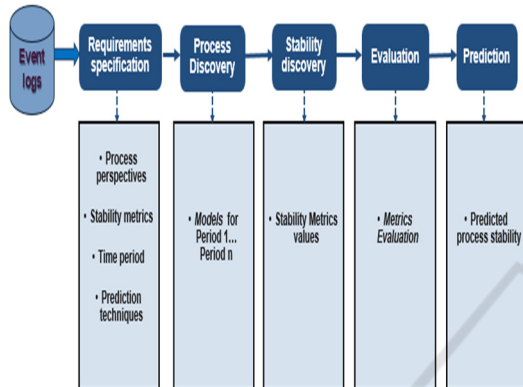 Event
logs
Requirements
specification
Process
Discovery
Stability
discovery
Evaluation
Prediction
• Process
perspectives
• Stability metrics
• Time period
• Prediction
techniques
• Models for
Period 1...
Period n
• Stability Metrics
values
• Metrics
Evaluation
• Predicted
process stability